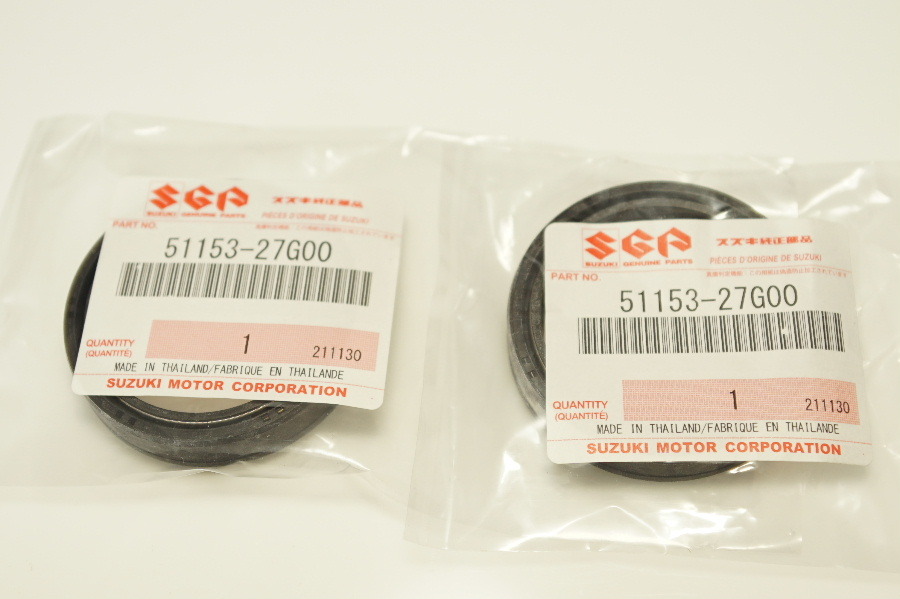 SGP
SUZUKI GENUINE PARTS
スズキ純正部品
PIÈCES D'ORIGINE DE SUZUKI
PART NO.
51153-27G00
QUANTITY
(QUANTITÉ)
1
211130
MADE IN THAILAND/FABRIQUE EN THAILANDE
SUZUKI MOTOR CORPORATION
SGP
SUZUKI GENUINE PARTS
スズキ純正部品
PIÈCES D'ORIGINE DE SUZUKI
PART NO.
51153-27G00
QUANTITY
(QUANTITÉ)
1
211130
MADE IN THAILAND/FABRIQUE EN THAILANDE
SUZUKI MOTOR CORPORATION